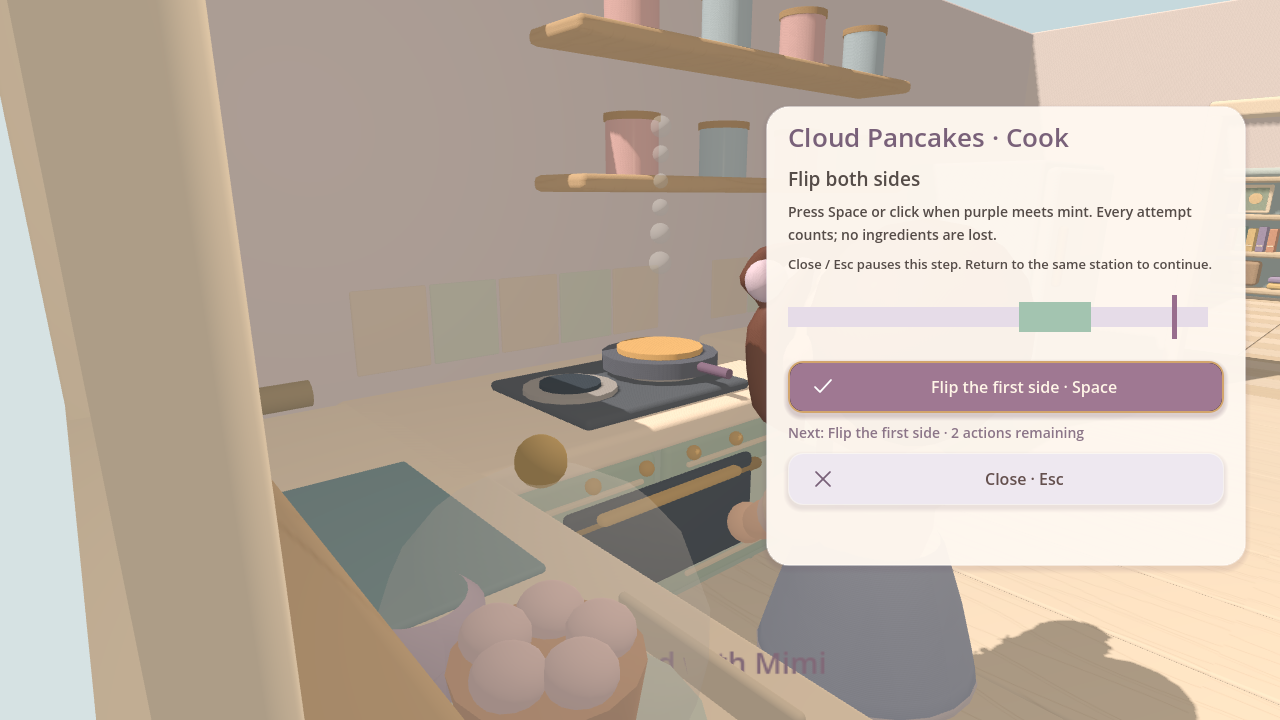 Cloud Pancakes · Cook
Flip both sides
Press Space or click when purple meets mint. Every attempt
counts; no ingredients are lost.
Close / Esc pauses this step. Return to the same station to continue.
Flip the first side · Space
Next: Flip the first side · 2 actions remaining
Close · Esc
Mimi